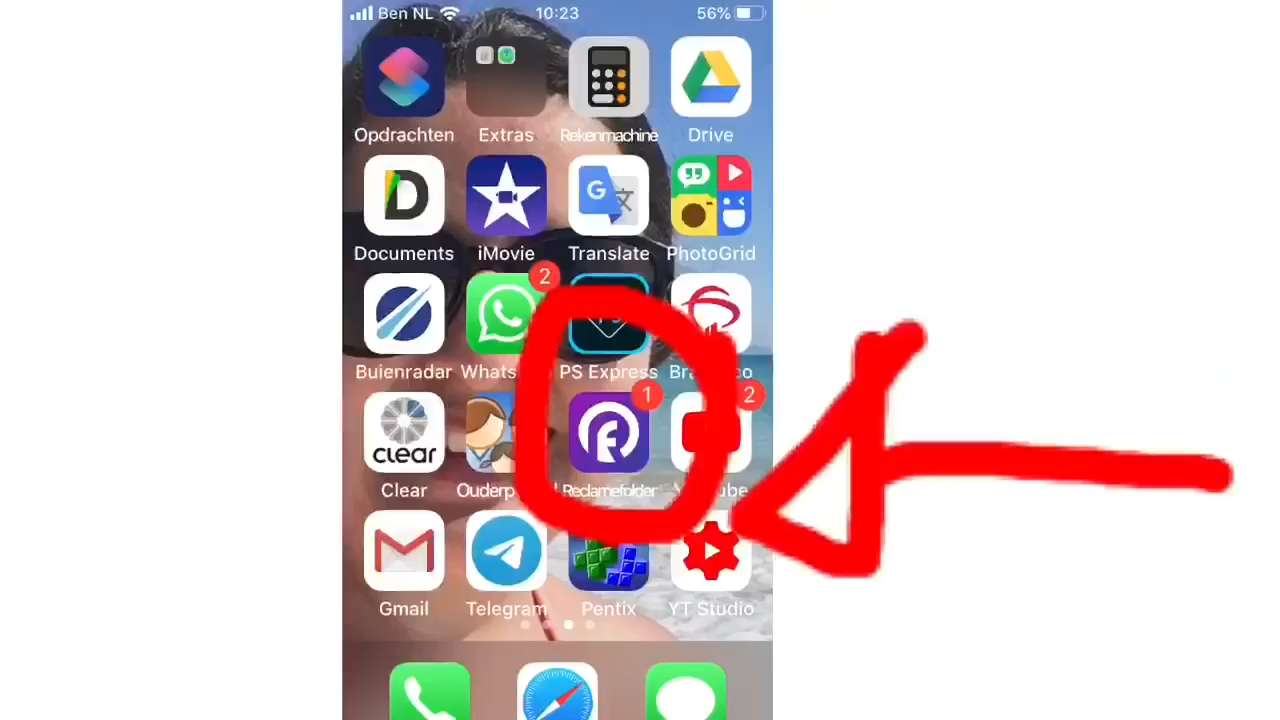 Ben NL 10:23 56%
Opdrachten Extras Rekenmachine Drive
D G
Documents iMovie Translate PhotoGrid
2
Buienradar PS Express
1 2
CLEAR
Clear Reclamefolder
Gmail Telegram Pentix YT Studio